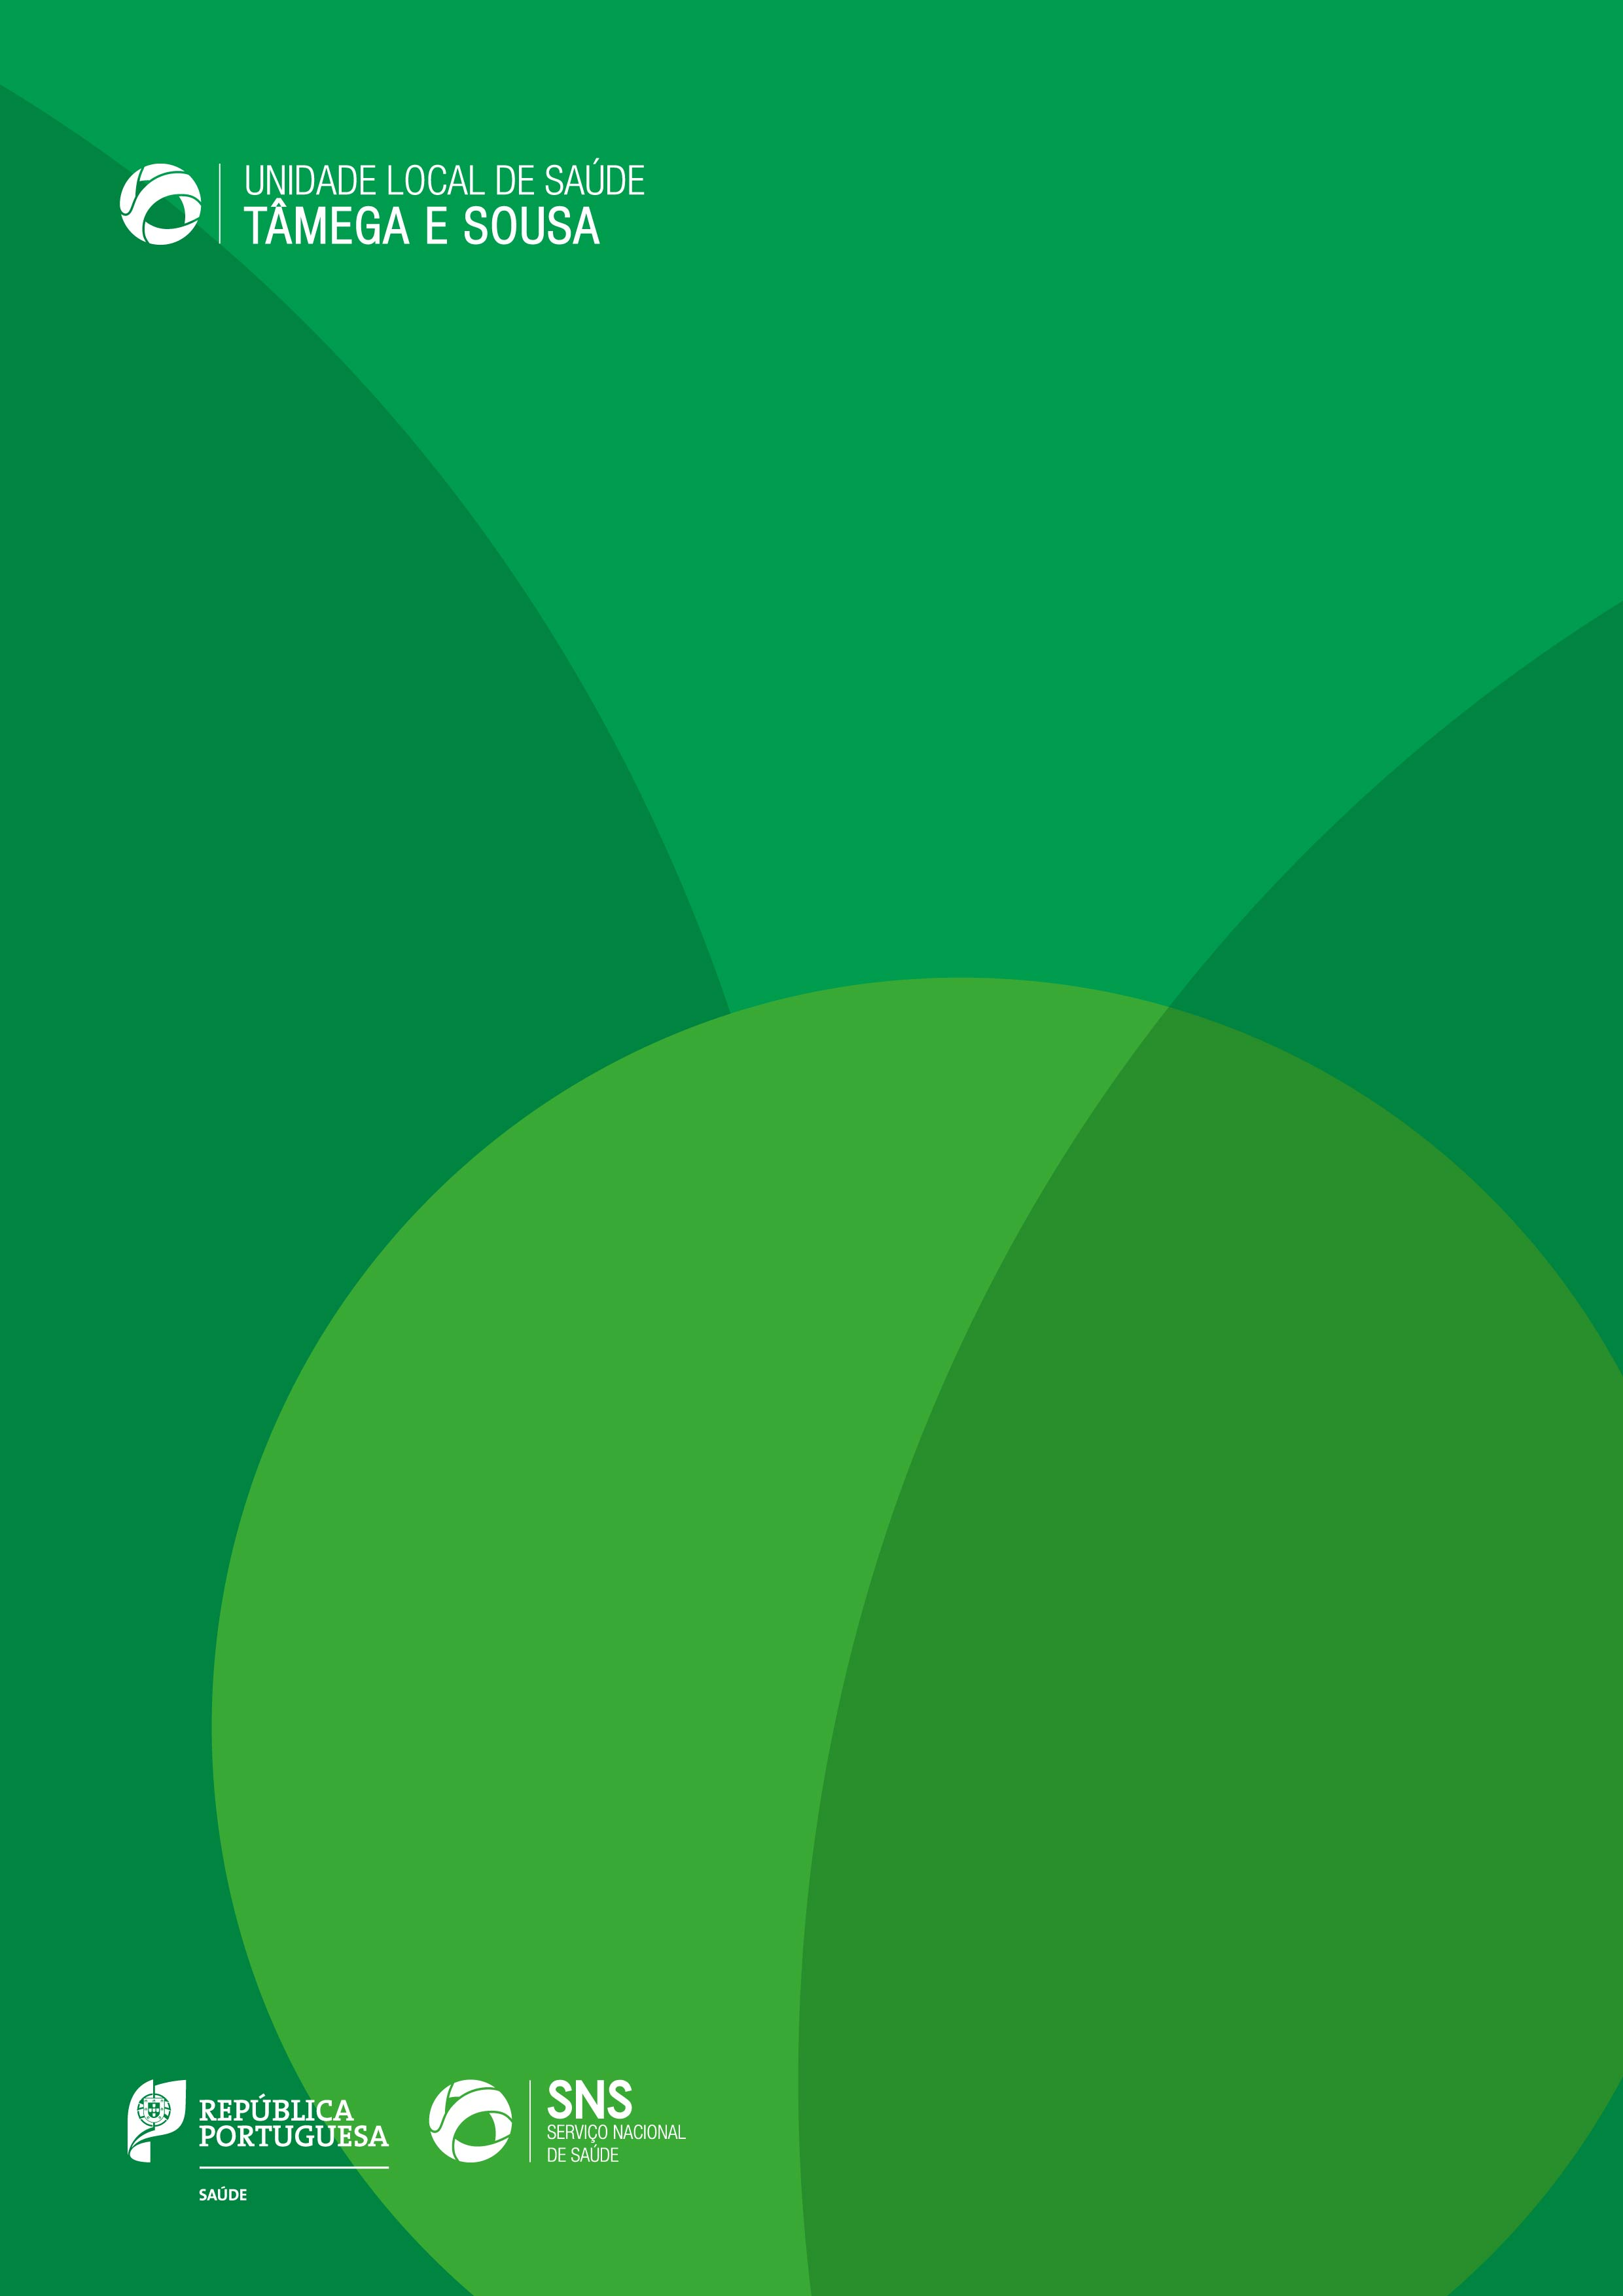 UNIDADE LOCAL DE SAÚDE
TÂMEGA E SOUSA
REPÚBLICA
PORTUGUESA
SAÚDE
SNS
SERVIÇO NACIONAL
DE SAÚDE